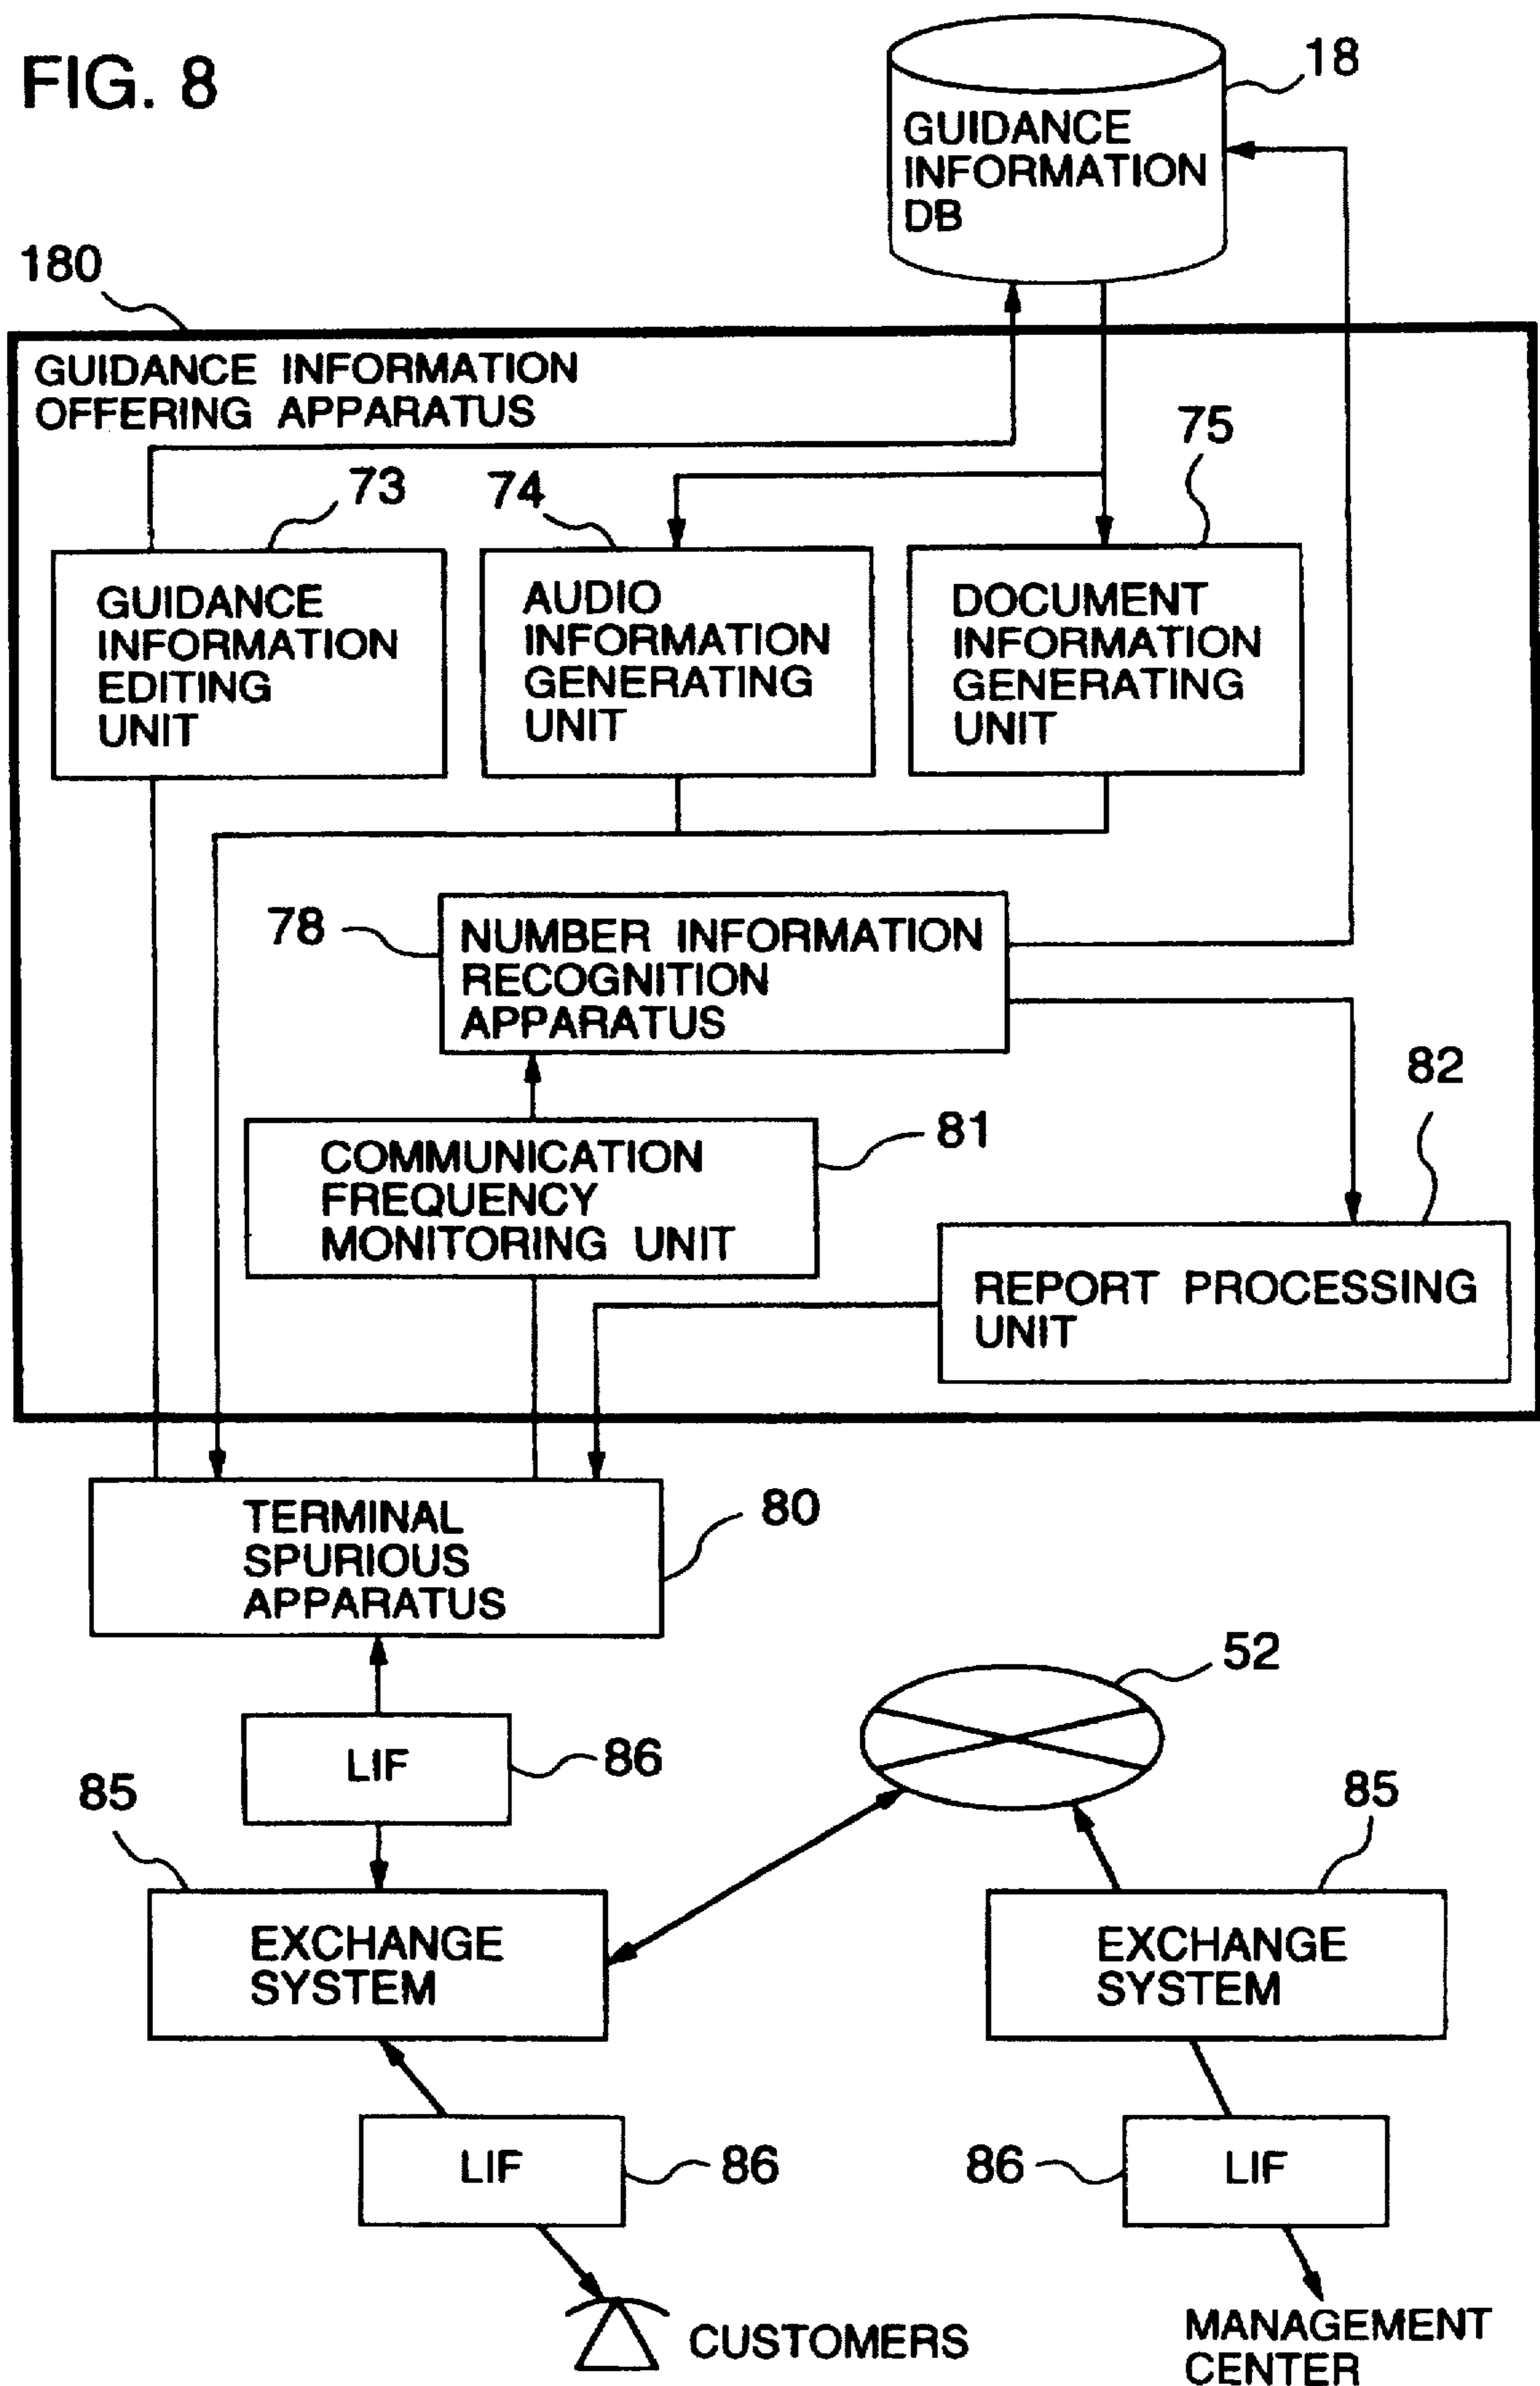 FIG. 8
18
GUIDANCE
INFORMATION
DB
180
GUIDANCE INFORMATION
OFFERING APPARATUS
73
74
75
GUIDANCE
INFORMATION
EDITING
UNIT
AUDIO
INFORMATION
GENERATING
UNIT
DOCUMENT
INFORMATION
GENERATING
UNIT
78
NUMBER INFORMATION
RECOGNITION
APPARATUS
81
COMMUNICATION
FREQUENCY
MONITORING UNIT
82
REPORT PROCESSING
UNIT
TERMINAL
SPURIOUS
APPARATUS
80
52
LIF
86
85
85
EXCHANGE
SYSTEM
EXCHANGE
SYSTEM
LIF
86
86
LIF
CUSTOMERS
MANAGEMENT
CENTER